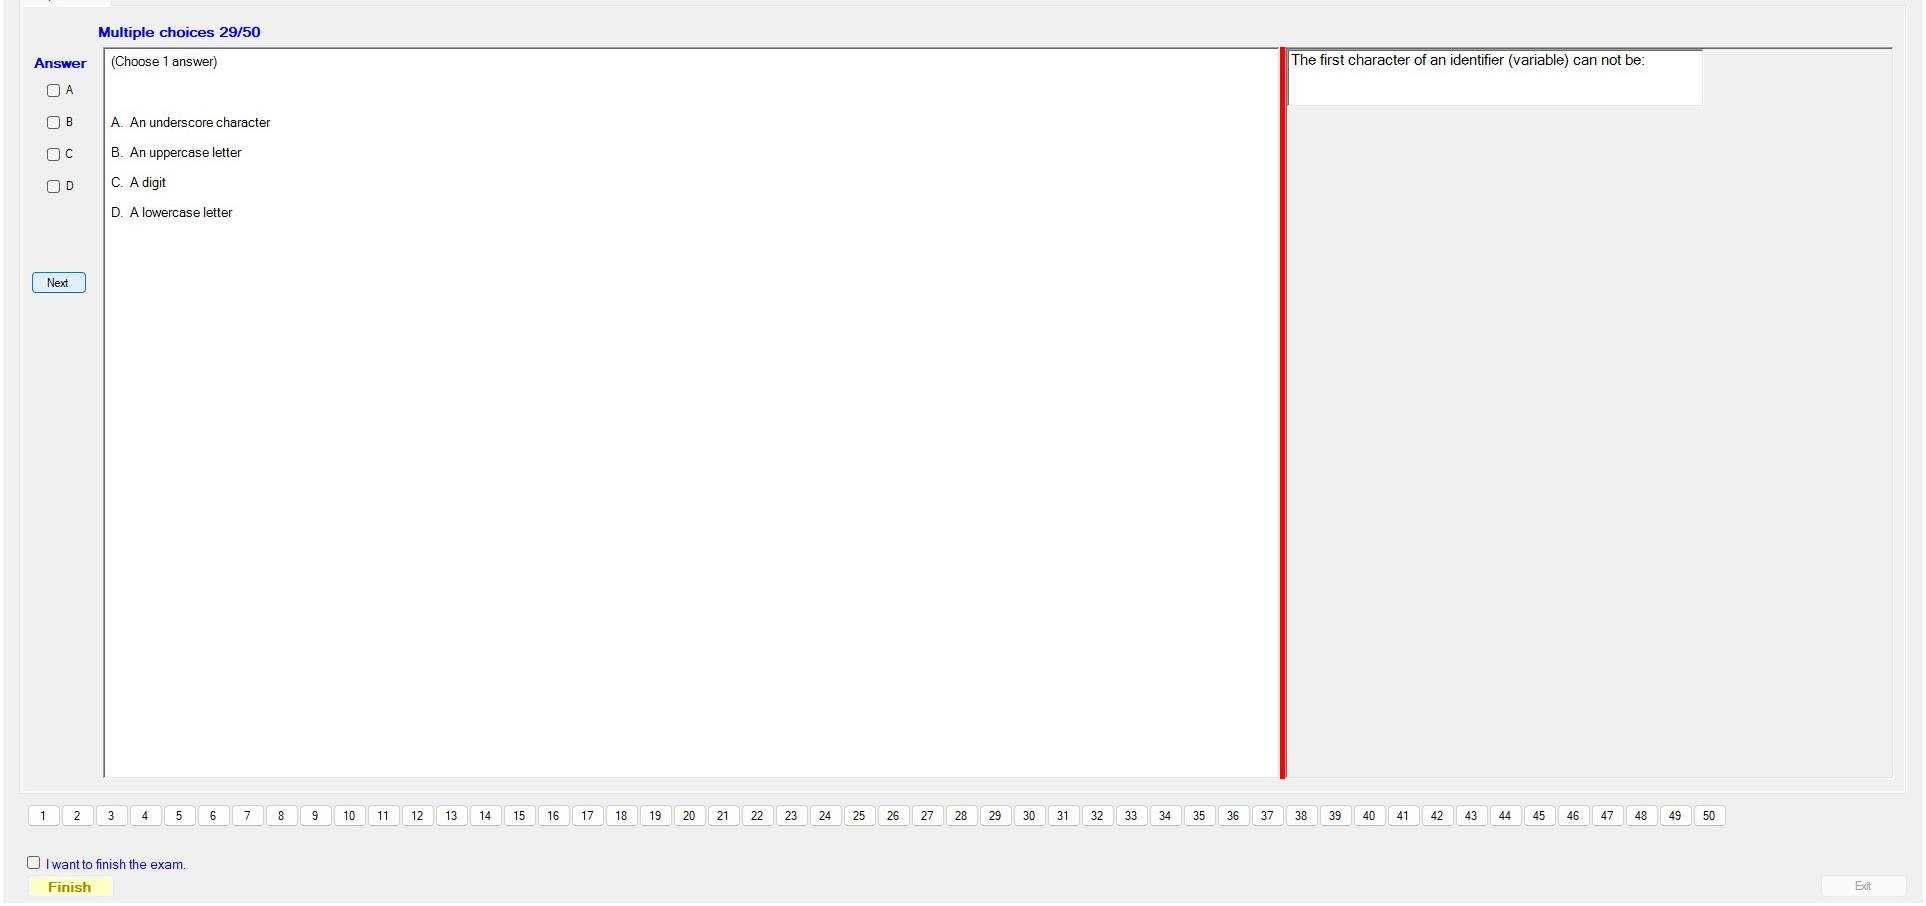 Multiple choices 29/50
Answer
(Choose 1 answer)
The first character of an identifier (variable) can not be:
A
B
C
D
A. An underscore character
B. An uppercase letter
C. A digit
D. A lowercase letter
Next
1 2 3 4 5 6 7 8 9 10 11 12 13 14 15 16 17 18 19 20 21 22 23 24 25 26 27 28 29 30 31 32 33 34 35 36 37 38 39 40 41 42 43 44 45 46 47 48 49 50
I want to finish the exam.
Finish
Exit